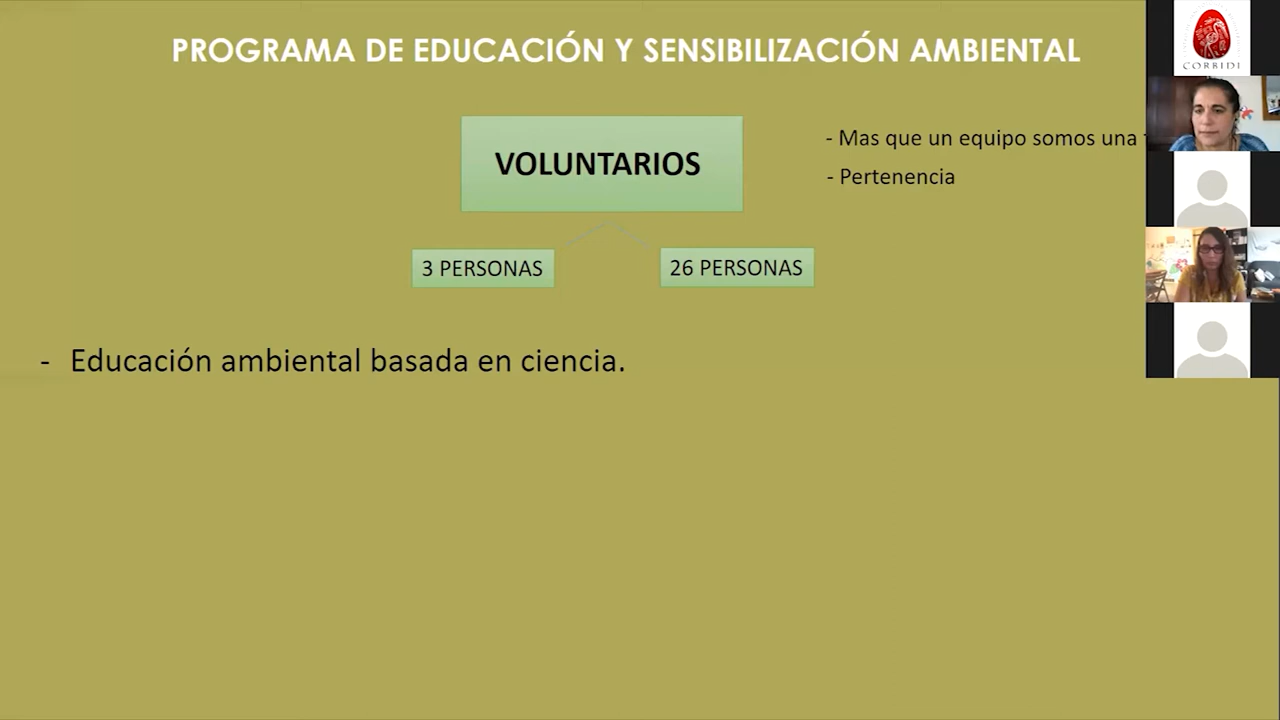 PROGRAMA DE EDUCACIÓN Y SENSIBILIZACIÓN AMBIENTAL
CORBIDI
VOLUNTARIOS
- Mas que un equipo somos una
- Pertenencia
3 PERSONAS
26 PERSONAS
- Educación ambiental basada en ciencia.